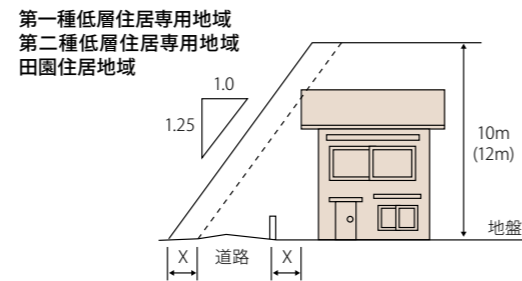 第一種低層住居専用地域
第二種低層住居専用地域
田園住居地域
1.0
1.25
10m
(12m)
地盤
X 道路 X